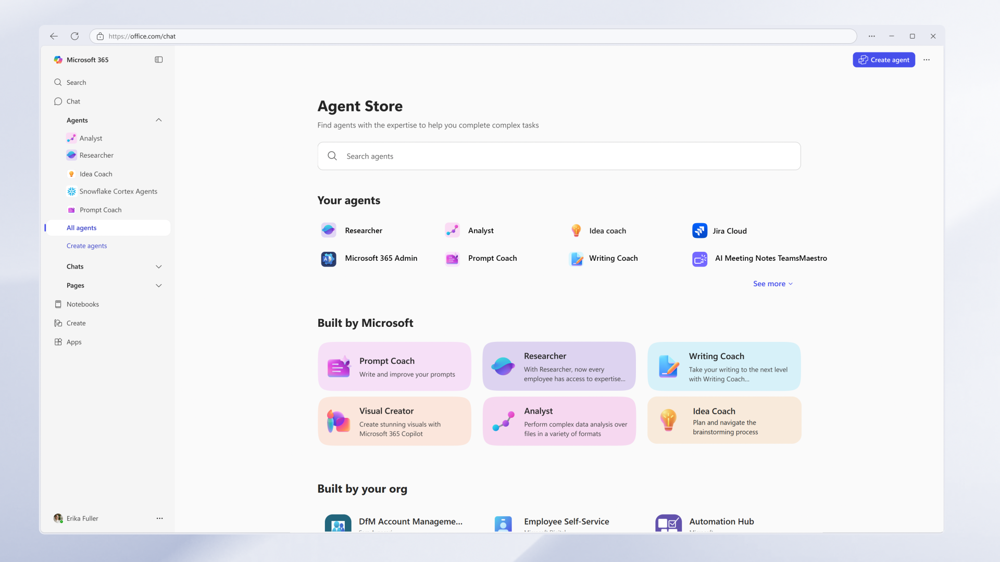 https://office.com/chat
Microsoft 365
Search
Chat
Agents
Analyst
Researcher
Idea Coach
Snowflake Cortex Agents
Prompt Coach
All agents
Create agents
Chats
Pages
Notebooks
Create
Apps
Erika Fuller
Create agent
Agent Store
Find agents with the expertise to help you complete complex tasks
Search agents
Your agents
Researcher
Analyst
Idea coach
Jira Cloud
Microsoft 365 Admin
Prompt Coach
Writing Coach
AI Meeting Notes TeamsMaestro
See more
Built by Microsoft
Prompt Coach
Write and improve your prompts
Researcher
With Researcher, now every
employee has access to expertise...
Writing Coach
Take your writing to the next level
with Writing Coach...
Visual Creator
Create stunning visuals with
Microsoft 365 Copilot
Analyst
Perform complex data analysis over
files in a variety of formats
Idea Coach
Plan and navigate the
brainstorming process
Built by your org
DfM Account Manageme...
Employee Self-Service
Automation Hub